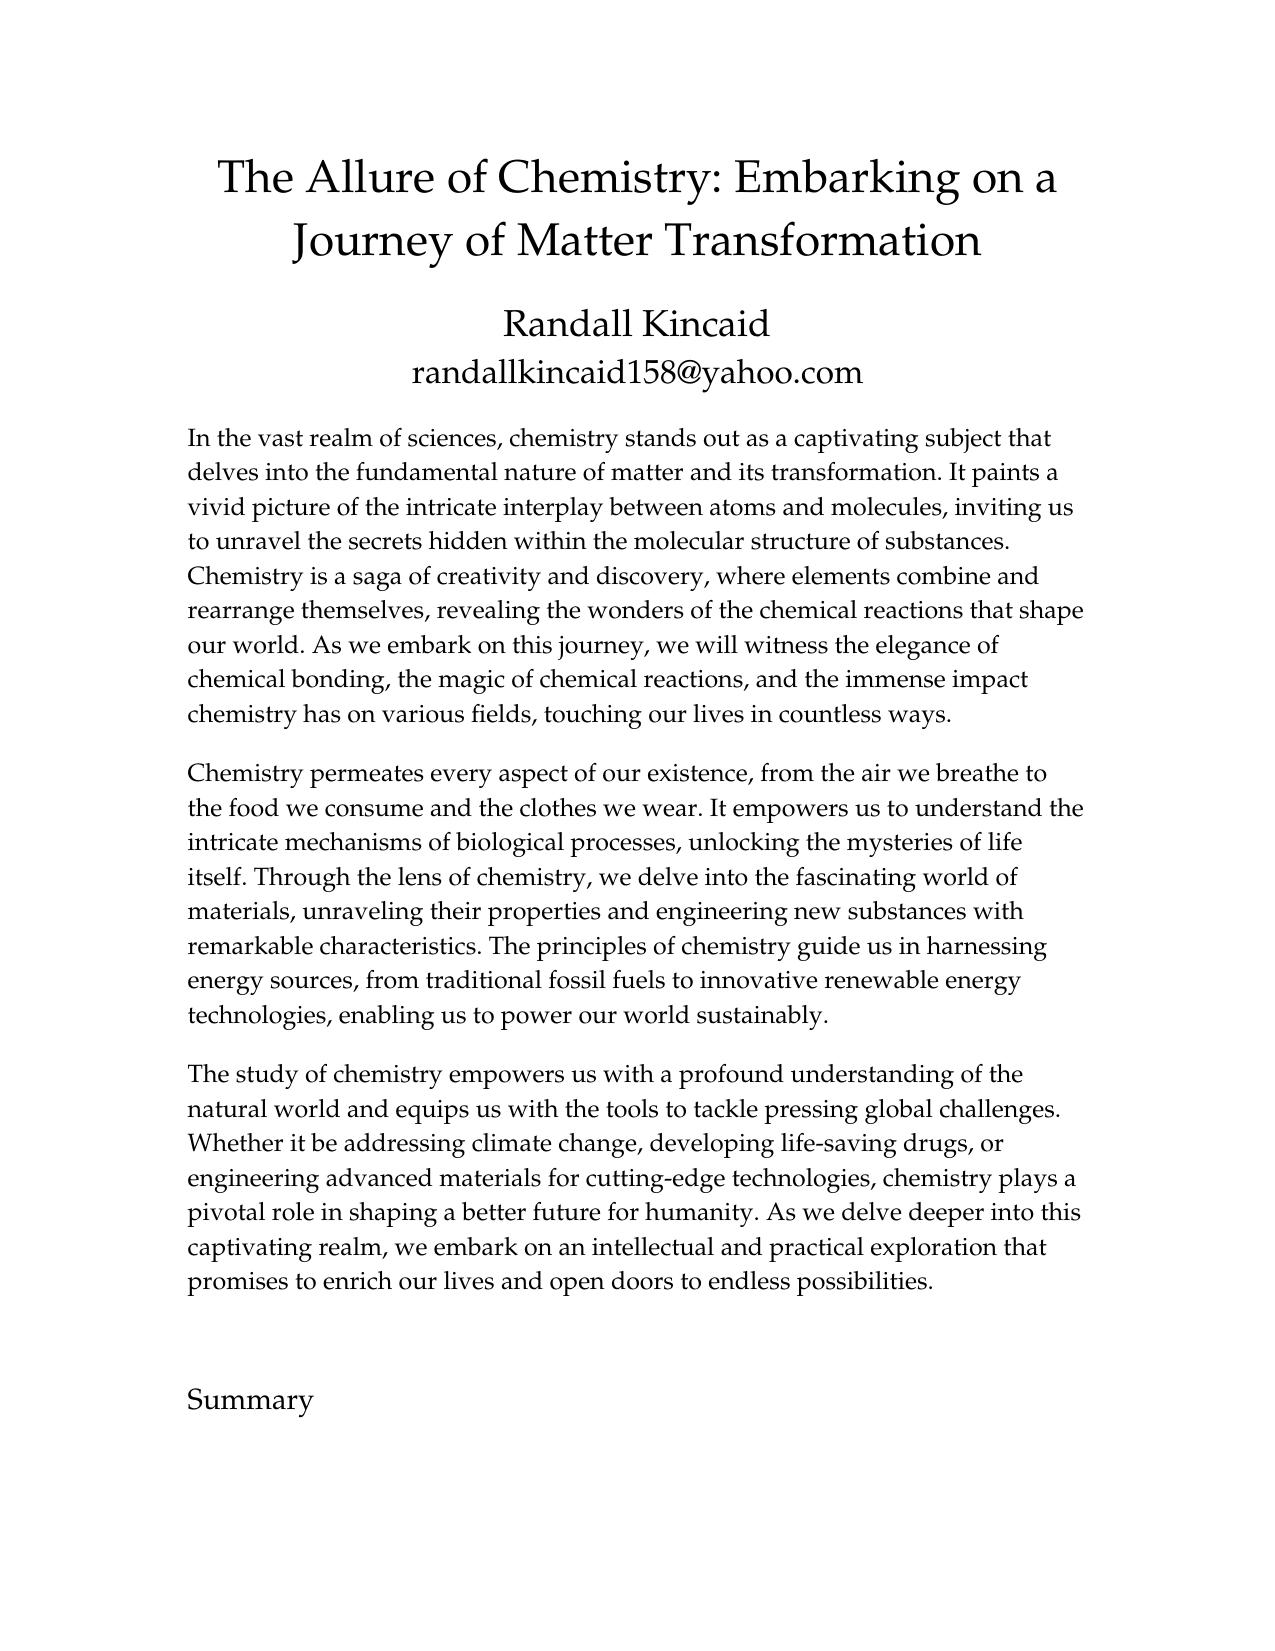 The Allure of Chemistry: Embarking on a
Journey of Matter Transformation
Randall Kincaid
randallkincaid158@yahoo.com
In the vast realm of sciences, chemistry stands out as a captivating subject that
delves into the fundamental nature of matter and its transformation. It paints a
vivid picture of the intricate interplay between atoms and molecules, inviting us
to unravel the secrets hidden within the molecular structure of substances.
Chemistry is a saga of creativity and discovery, where elements combine and
rearrange themselves, revealing the wonders of the chemical reactions that shape
our world. As we embark on this journey, we will witness the elegance of
chemical bonding, the magic of chemical reactions, and the immense impact
chemistry has on various fields, touching our lives in countless ways.
Chemistry permeates every aspect of our existence, from the air we breathe to
the food we consume and the clothes we wear. It empowers us to understand the
intricate mechanisms of biological processes, unlocking the mysteries of life
itself. Through the lens of chemistry, we delve into the fascinating world of
materials, unraveling their properties and engineering new substances with
remarkable characteristics. The principles of chemistry guide us in harnessing
energy sources, from traditional fossil fuels to innovative renewable energy
technologies, enabling us to power our world sustainably.
The study of chemistry empowers us with a profound understanding of the
natural world and equips us with the tools to tackle pressing global challenges.
Whether it be addressing climate change, developing life-saving drugs, or
engineering advanced materials for cutting-edge technologies, chemistry plays a
pivotal role in shaping a better future for humanity. As we delve deeper into this
captivating realm, we embark on an intellectual and practical exploration that
promises to enrich our lives and open doors to endless possibilities.
Summary